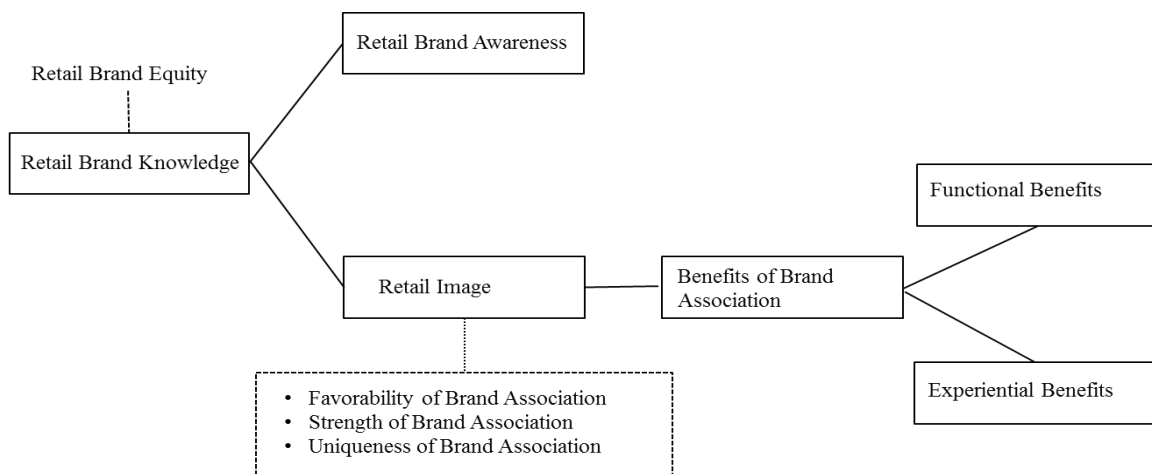 Retail Brand Awareness
Retail Brand Equity
Retail Brand Knowledge
Functional Benefits
Retail Image
Benefits of Brand
Association
Experiential Benefits
• Favorability of Brand Association
• Strength of Brand Association
• Uniqueness of Brand Association